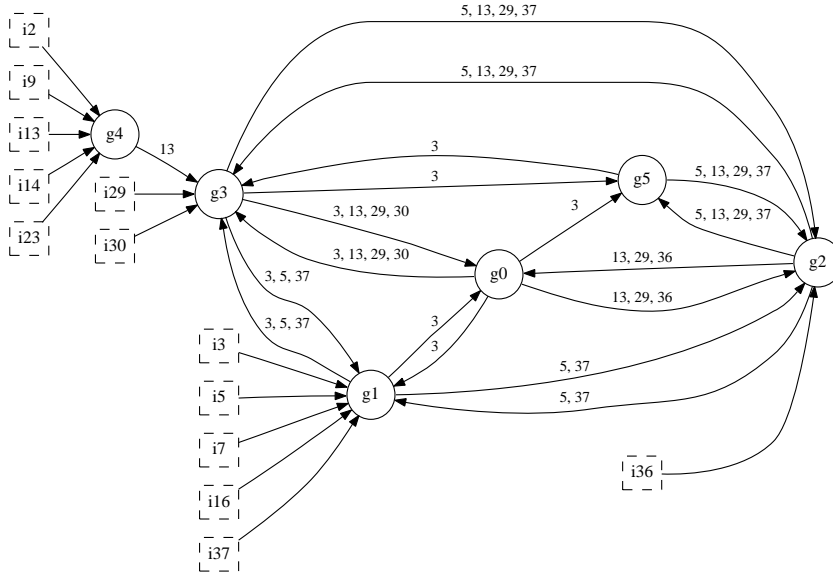 5, 13, 29, 37
i2
5, 13, 29, 37
i9
i13
g4
13
3
i14
i29
g3
3
g5
5, 13, 29, 37
3
3, 13, 29, 30
5, 13, 29, 37
i23
i30
3, 13, 29, 30
g0
13, 29, 36
g2
3, 5, 37
13, 29, 36
3, 5, 37
3
i3
3
5, 37
i5
g1
5, 37
i7
i36
i16
i37